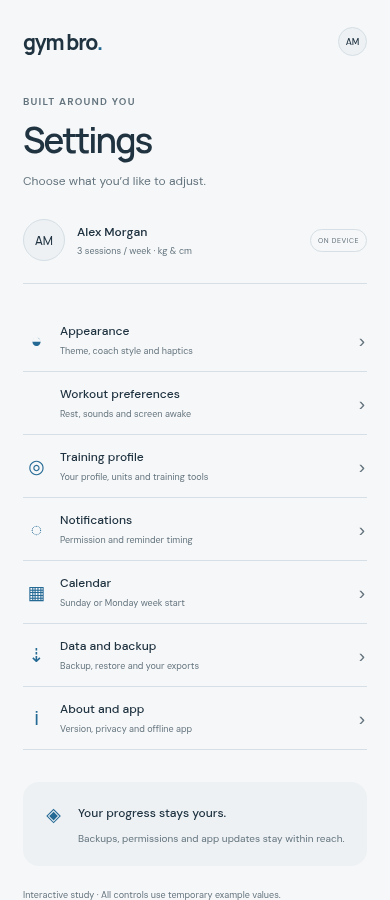 gym bro.
AM
BUILT AROUND YOU
Settings
Choose what you'd like to adjust.
AM
Alex Morgan
3 sessions / week · kg & cm
ON DEVICE
Appearance
Theme, coach style and haptics
Workout preferences
Rest, sounds and screen awake
Training profile
Your profile, units and training tools
Notifications
Permission and reminder timing
Calendar
Sunday or Monday week start
Data and backup
Backup, restore and your exports
About and app
Version, privacy and offline app
Your progress stays yours.
Backups, permissions and app updates stay within reach.
Interactive study · All controls use temporary example values.